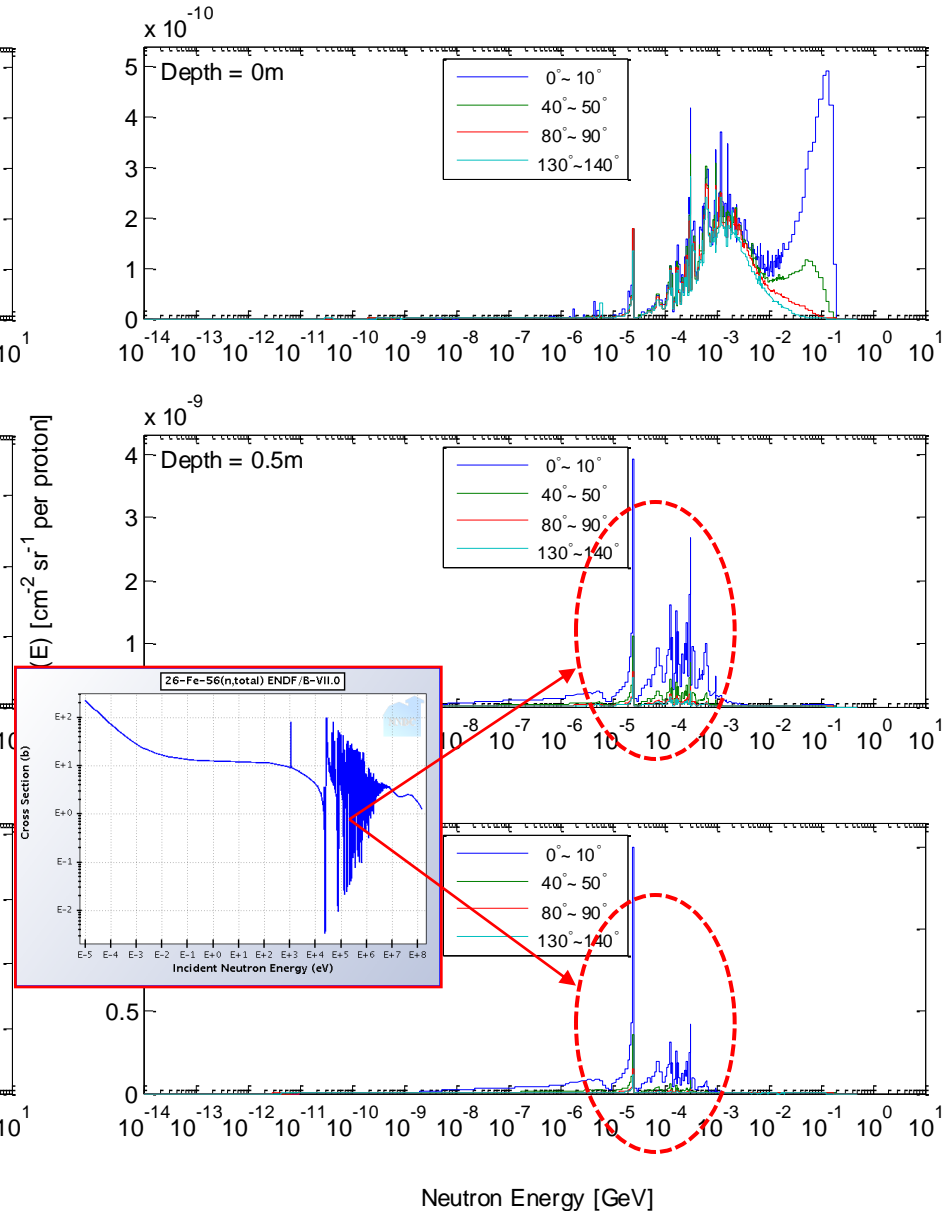 x 10^-10
5
4
3
2
1
0
Depth = 0m
0°~ 10°
40°~ 50°
80°~ 90°
130°~140°
10^1
10^-14 10^-13 10^-12 10^-11 10^-10 10^-9 10^-8 10^-7 10^-6 10^-5 10^-4 10^-3 10^-2 10^-1 10^0 10^1
x 10^-9
4
3
2
1
(E) [cm^-2 sr^-1 per proton]
Depth = 0.5m
0°~ 10°
40°~ 50°
80°~ 90°
130°~140°
10^-8 10^-7 10^-6 10^-5 10^-4 10^-3 10^-2 10^-1 10^0 10^1
26-Fe-56(n,total) ENDF/B-VII.0
Cross Section (b)
E+2
E+1
E+0
E-1
E-2
E-5 E-4 E-3 E-2 E-1 E+0 E+1 E+2 E+3 E+4 E+5 E+6 E+7 E+8
Incident Neutron Energy (eV)
0°~ 10°
40°~ 50°
80°~ 90°
130°~140°
0.5
0
10^1
10^-14 10^-13 10^-12 10^-11 10^-10 10^-9 10^-8 10^-7 10^-6 10^-5 10^-4 10^-3 10^-2 10^-1 10^0 10^1
Neutron Energy [GeV]